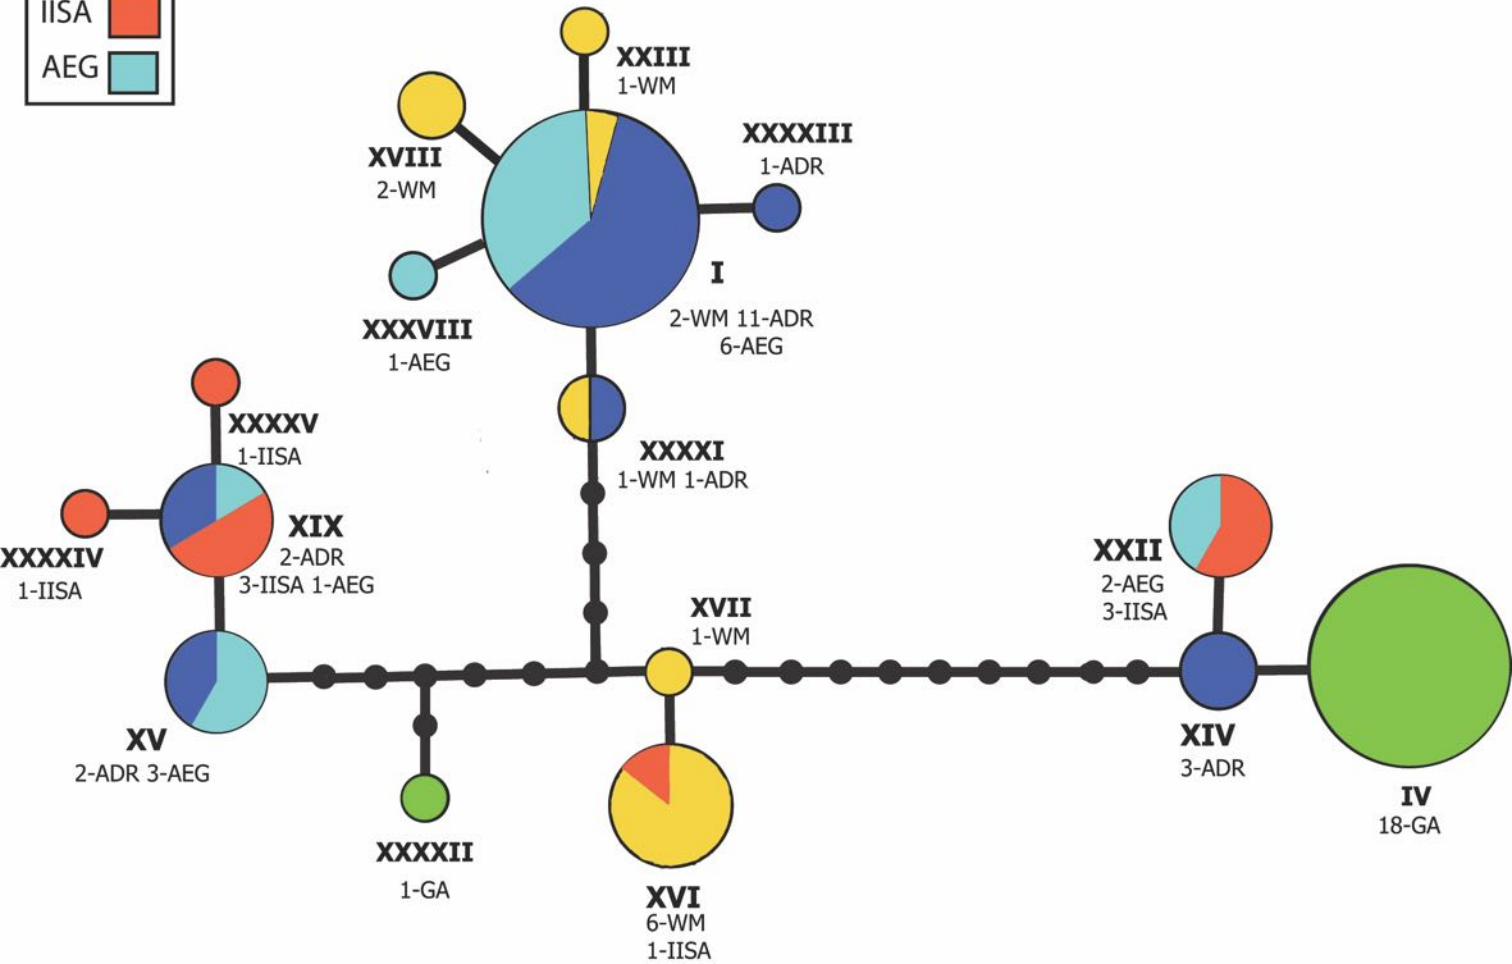 IISA
AEG
XXIII
1-WM
XVIII
2-WM
XXXXIII
1-ADR
I
2-WM 11-ADR
6-AEG
XXXVIII
1-AEG
XXXXV
1-IISA
XXXXI
1-WM 1-ADR
XIX
2-ADR
3-IISA 1-AEG
XXXXIV
1-IISA
XXII
2-AEG
3-IISA
XVII
1-WM
XV
2-ADR 3-AEG
XIV
3-ADR
IV
18-GA
XXXXII
1-GA
XVI
6-WM
1-IISA